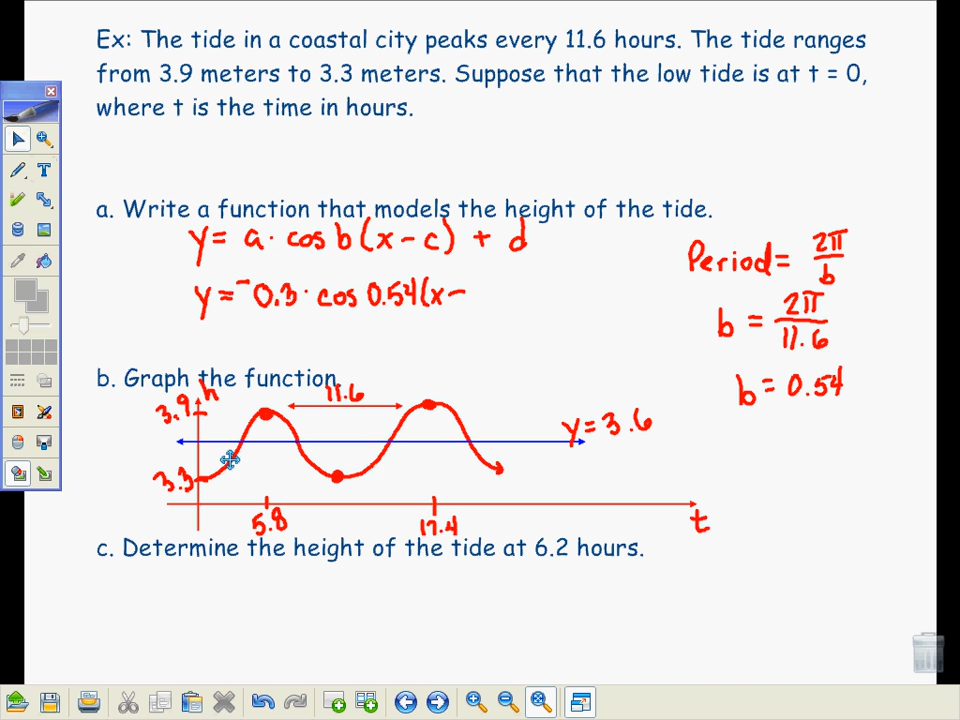 Ex: The tide in a coastal city peaks every 11.6 hours. The tide ranges
from 3.9 meters to 3.3 meters. Suppose that the low tide is at t = 0,
where t is the time in hours.
a. Write a function that models the height of the tide.
y = a · cos b(x - c) + d
y = -0.3 · cos 0.54(x -
Period = 2π/b
b = 2π/11.6
b = 0.54
b. Graph the function.
h
11.6
3.9
y = 3.6
3.3
5.8
17.4
t
c. Determine the height of the tide at 6.2 hours.